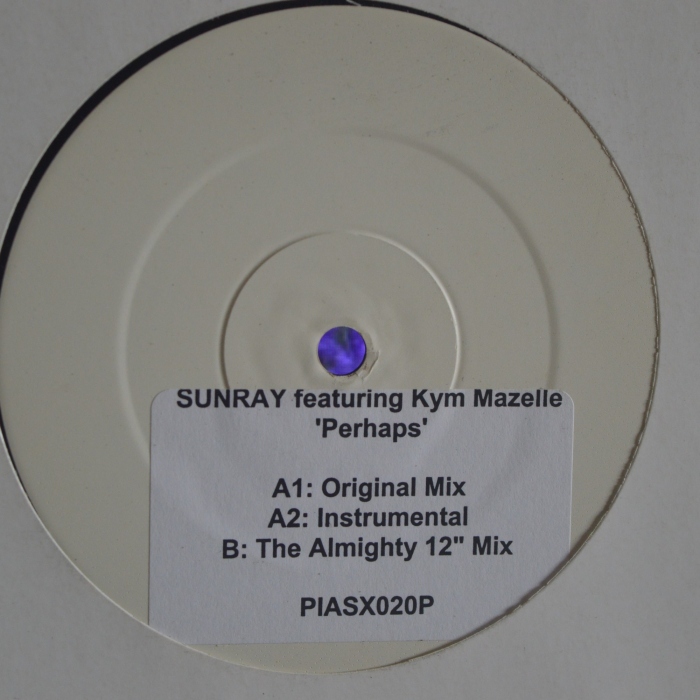 SUNRAY featuring Kym Mazelle
'Perhaps'
A1: Original Mix
A2: Instrumental
B: The Almighty 12" Mix
PIASX020P